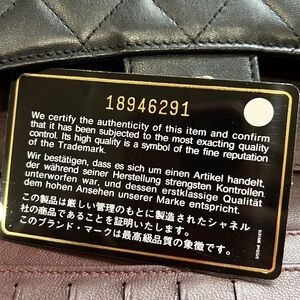 18946291
We certify the authenticity of this item and confirm
that it has been subjected to the most exacting quality
control. Its high quality is a symbol of the fine reputation
of the Trademark.
Wir bestätigen, dass es sich um einen Artikel handelt,
der während seiner Herstellung strengsten Kontrollen
unterworfen war, und dessen erstklassige Qualität
dem hohen Ansehen unserer Marke entspricht.
この製品は厳しい管理のもとに製造されたシャネル
社の商品であることを証明いたします。
このブランド・マークは最高級品質の象徴です。